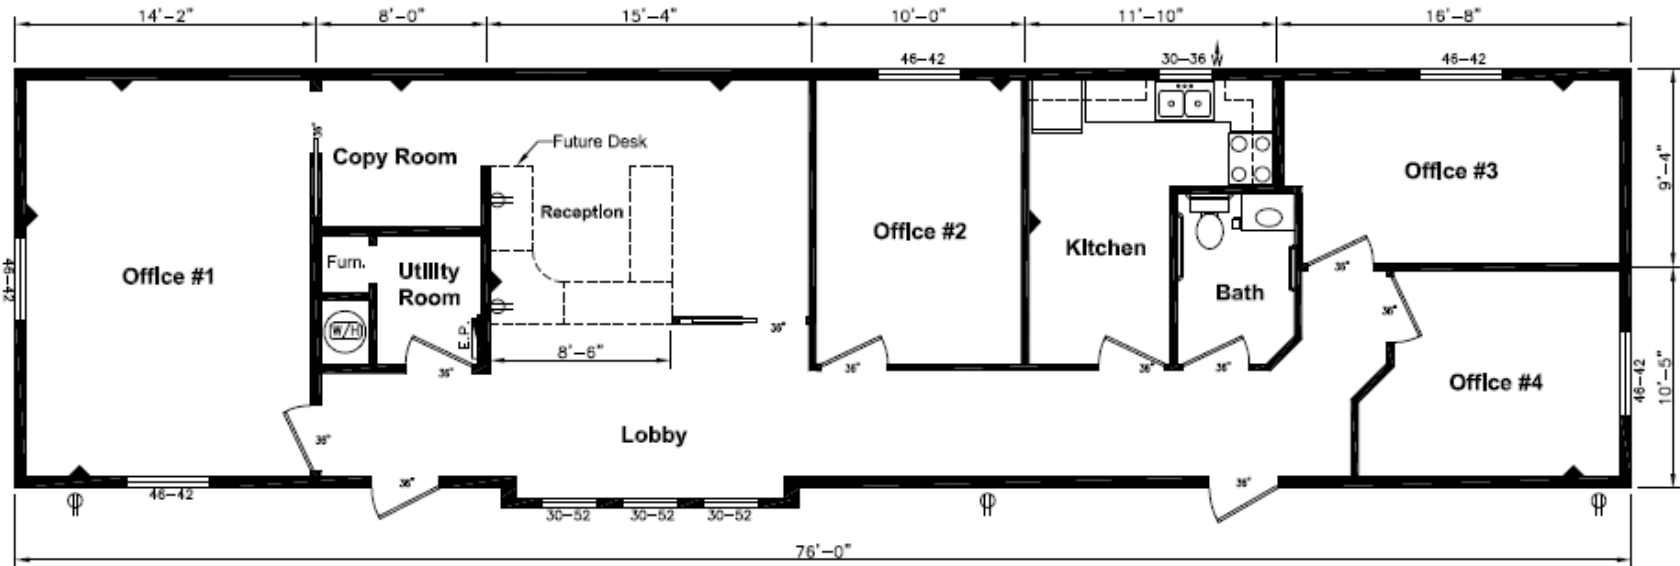 14'-2" 8'-0" 15'-4" 10'-0" 11'-10" 16'-8"
46-42 30-36 W 46-42
36"
Copy Room
Future Desk
Reception
Office #1
Furn.
Utility
Room
W/H
E.P.
36"
8'-6"
36"
Office #2
36"
Kitchen
36"
Bath
36"
Office #3
36"
9'-4"
36"
Office #4
10'-5"
46-42
46-42
36"
Lobby
36"
36"
46-42
30-52 30-52 30-52
76'-0"